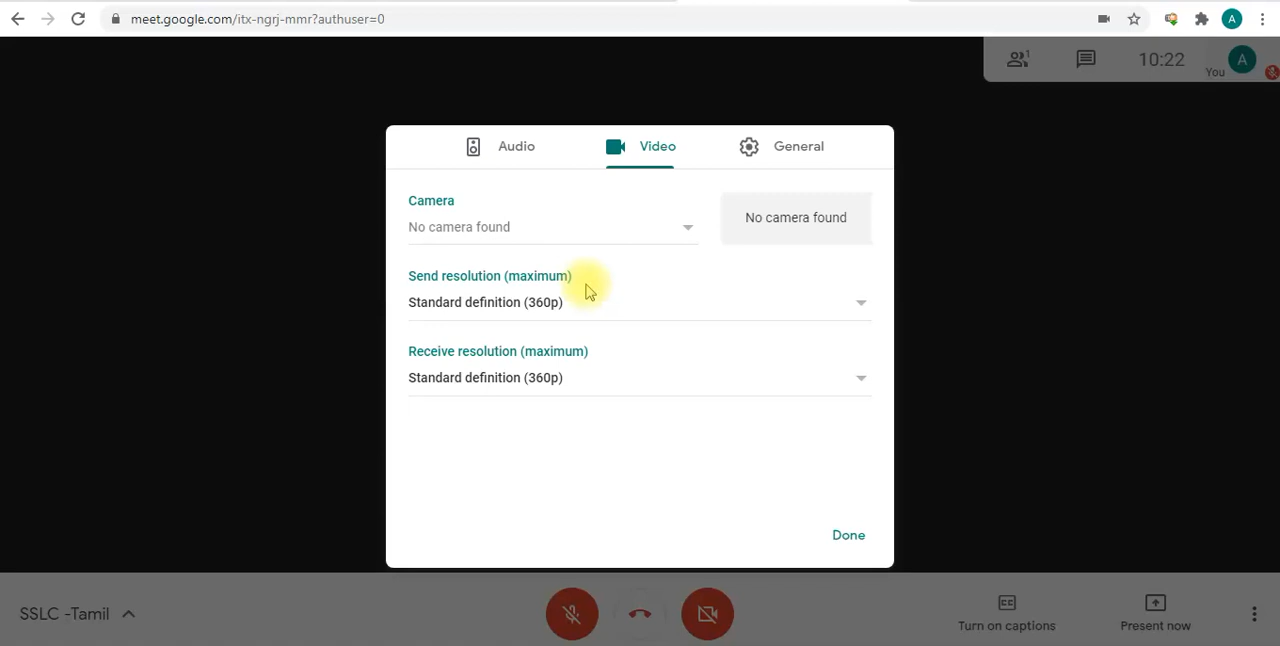 meet.google.com/itx-ngrj-mmr?authuser=0
A
1
10:22
You
A
Audio
Video
General
Camera
No camera found
No camera found
Send resolution (maximum)
Standard definition (360p)
Receive resolution (maximum)
Standard definition (360p)
Done
SSLC -Tamil
CC
Turn on captions
Present now